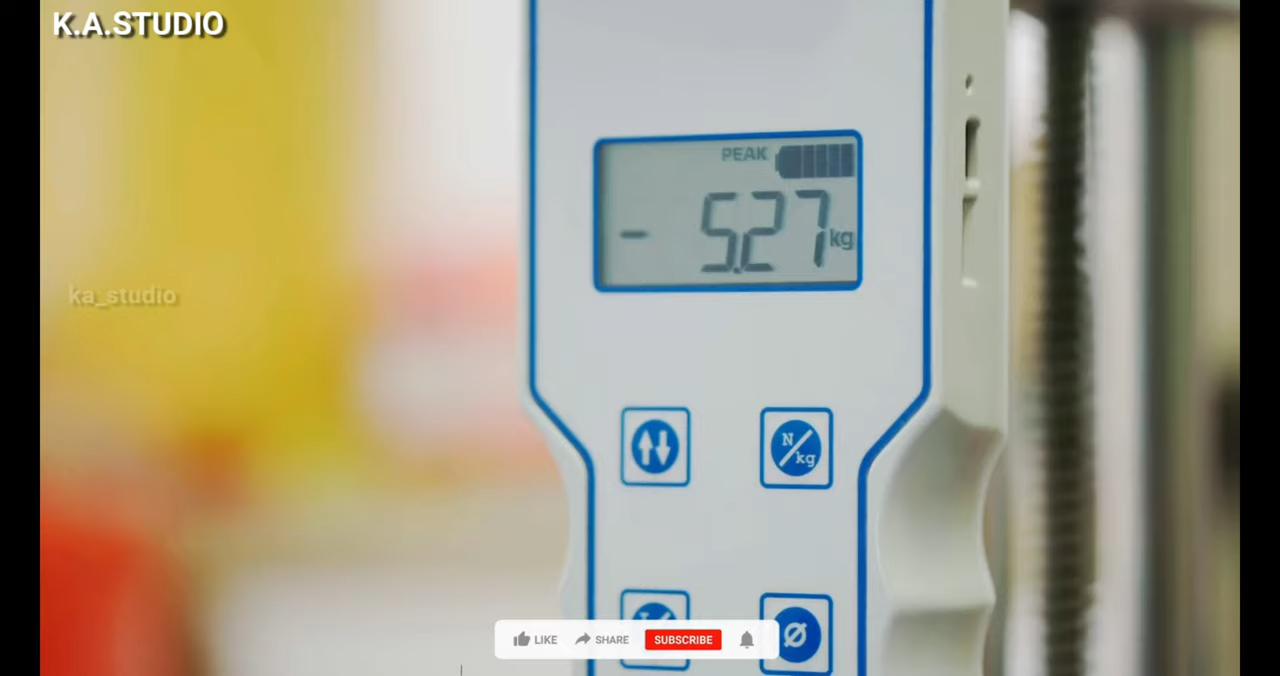 K.A.STUDIO
PEAK
- 5.27 kg
ka_studio
N/kg
LIKE SHARE SUBSCRIBE
Ø